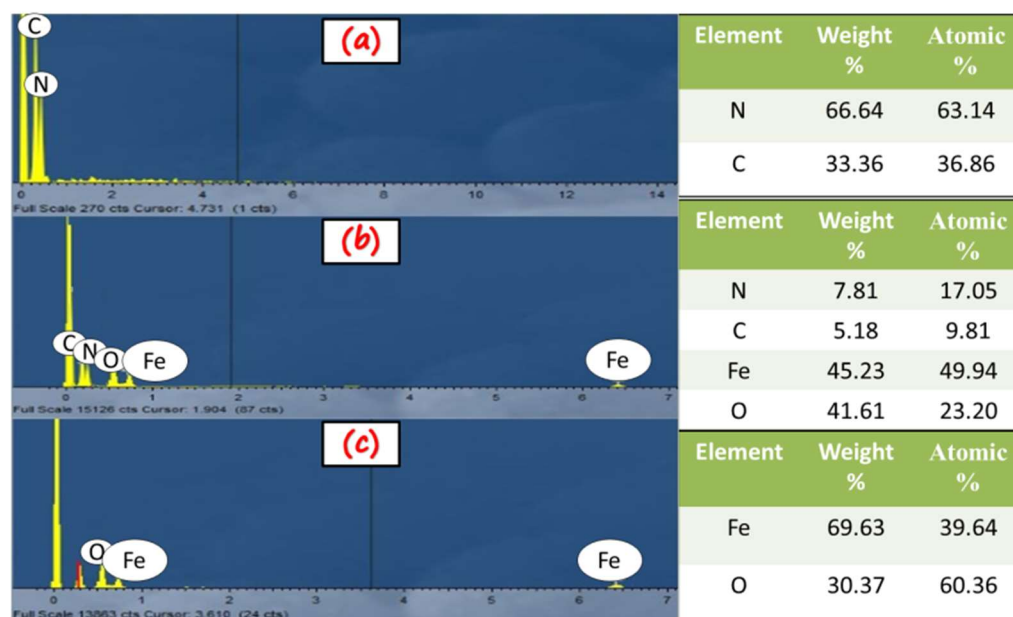 C
N
(a)
0 2 4 6 8 10 12 14
Full Scale 270 cts Cursor: 4.731 (1 cts)
Element Weight % Atomic %
N 66.64 63.14
C 33.36 36.86
(b)
C N O Fe Fe
0 1 2 3 4 5 6 7
Full Scale 15126 cts Cursor: 1.904 (87 cts)
Element Weight % Atomic %
N 7.81 17.05
C 5.18 9.81
Fe 45.23 49.94
O 41.61 23.20
(c)
O Fe Fe
0 1 2 3 4 5 6 7
Full Scale 13863 cts Cursor: 3.610 (24 cts)
Element Weight % Atomic %
Fe 69.63 39.64
O 30.37 60.36